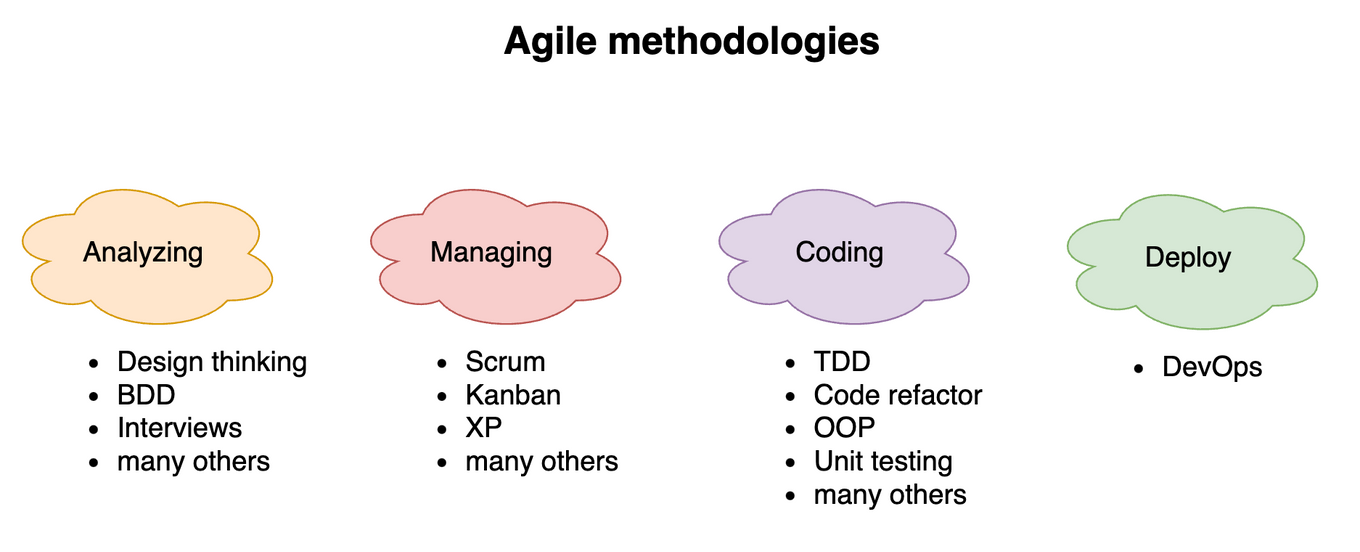 Agile methodologies
Analyzing
• Design thinking
• BDD
• Interviews
• many others
Managing
• Scrum
• Kanban
• XP
• many others
Coding
• TDD
• Code refactor
• OOP
• Unit testing
• many others
Deploy
• DevOps